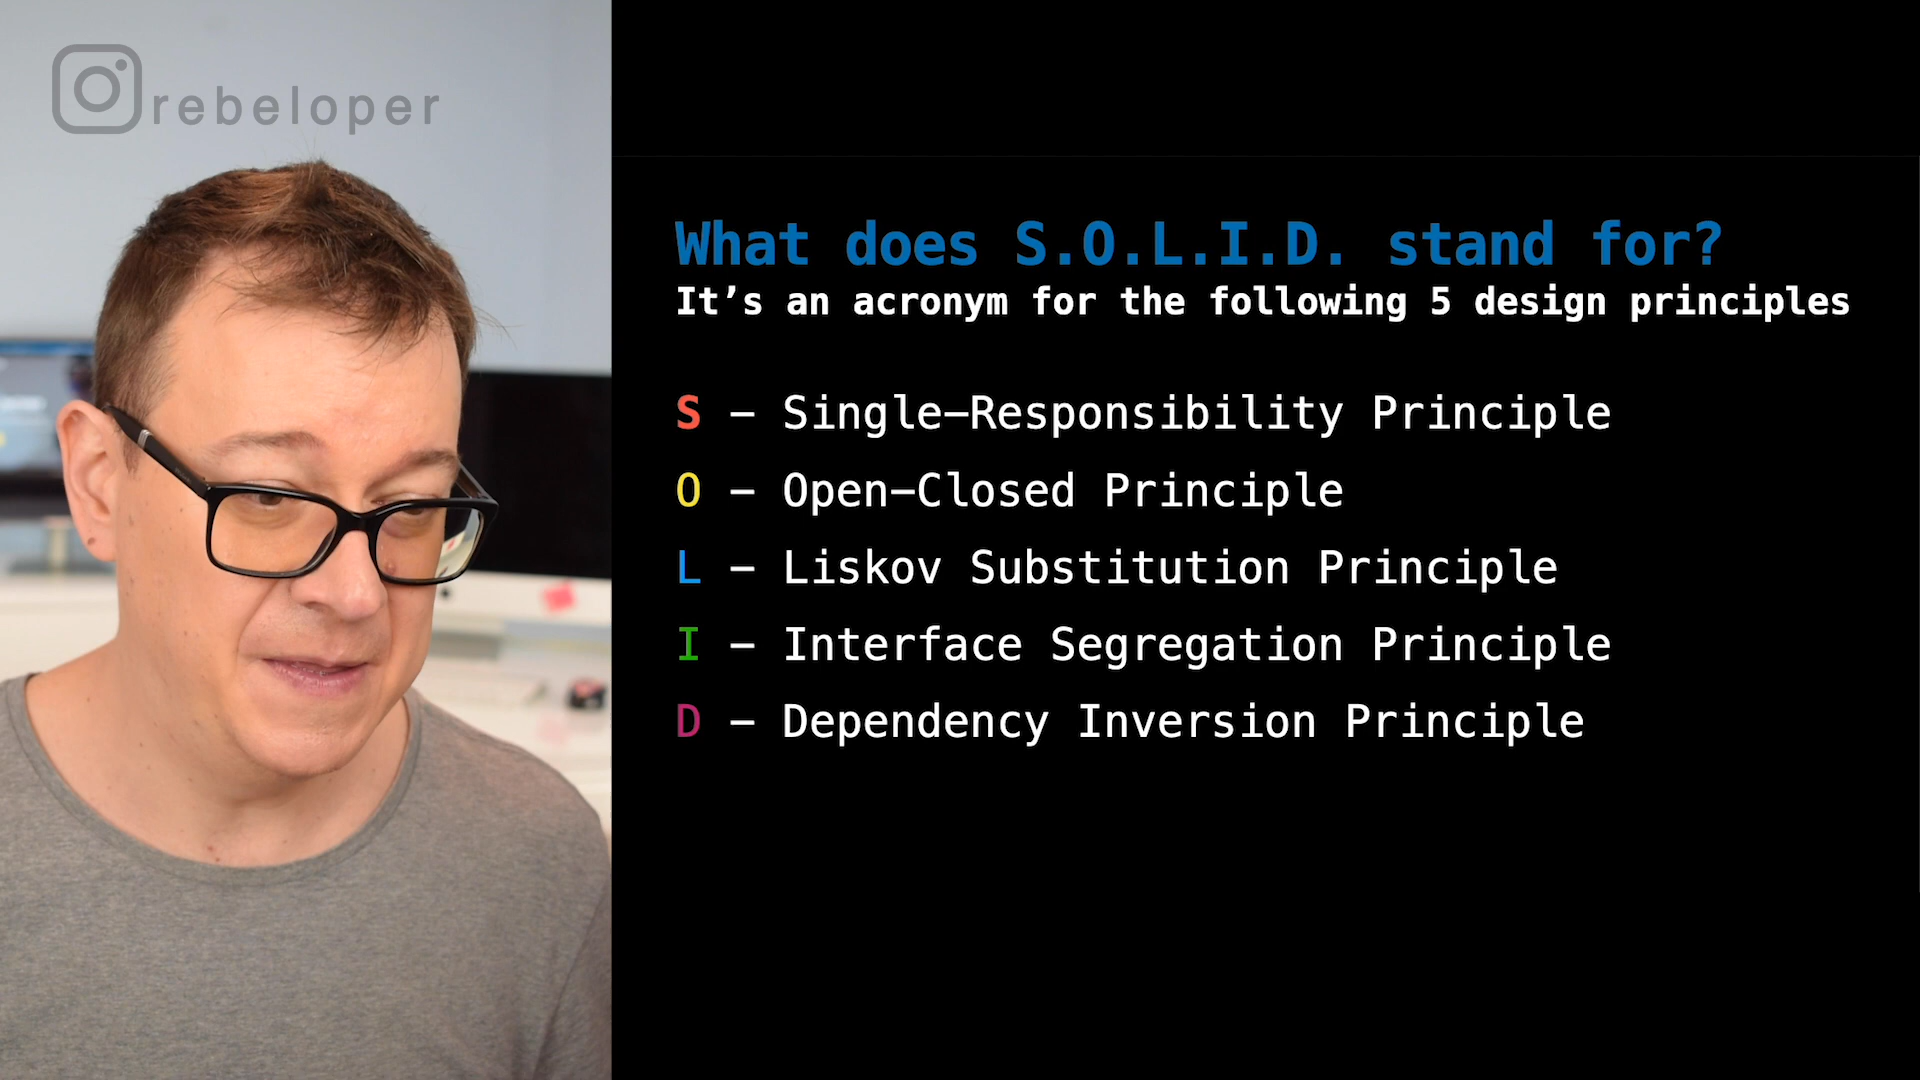 rebeloper
What does S.O.L.I.D. stand for?
It’s an acronym for the following 5 design principles
S – Single–Responsibility Principle
O – Open–Closed Principle
L – Liskov Substitution Principle
I – Interface Segregation Principle
D – Dependency Inversion Principle